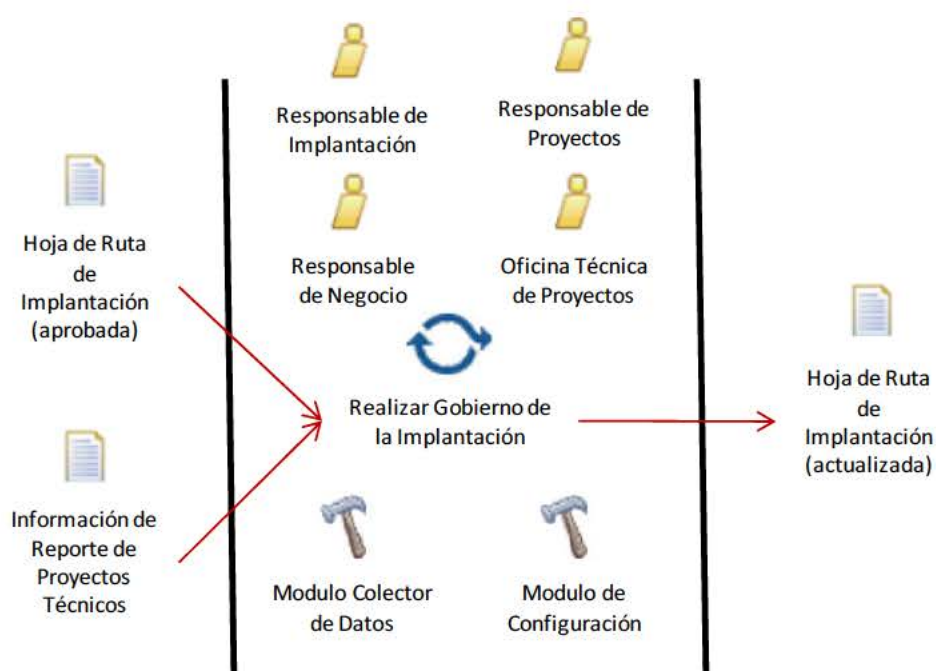 Hoja de Ruta
de
Implantación
(aprobada)
Información de
Reporte de
Proyectos
Técnicos
Responsable de
Implantación
Responsable de
Proyectos
Responsable
de Negocio
Oficina Técnica
de Proyectos
Realizar Gobierno de
la Implantación
Modulo Colector
de Datos
Modulo de
Configuración
Hoja de Ruta
de
Implantación
(actualizada)